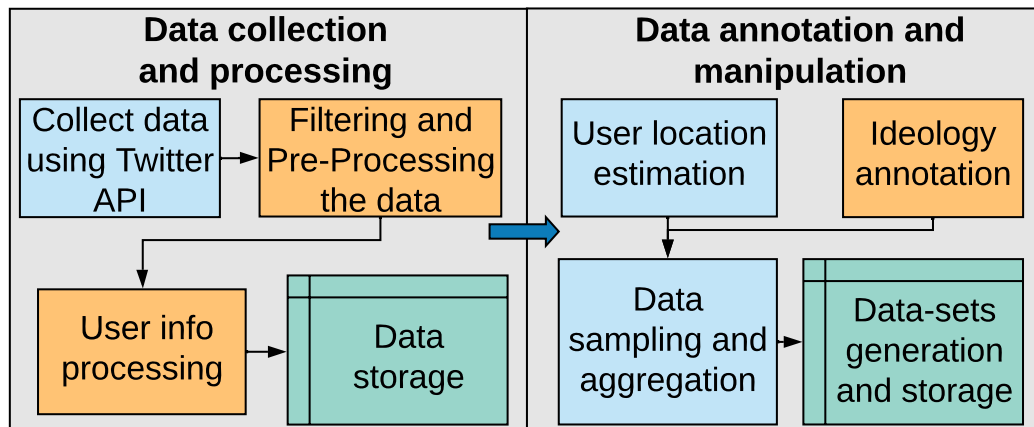 Data collection
and processing
Collect data
using Twitter
API
Filtering and
Pre-Processing
the data
User info
processing
Data
storage
Data annotation and
manipulation
User location
estimation
Ideology
annotation
Data
sampling and
aggregation
Data-sets
generation
and storage